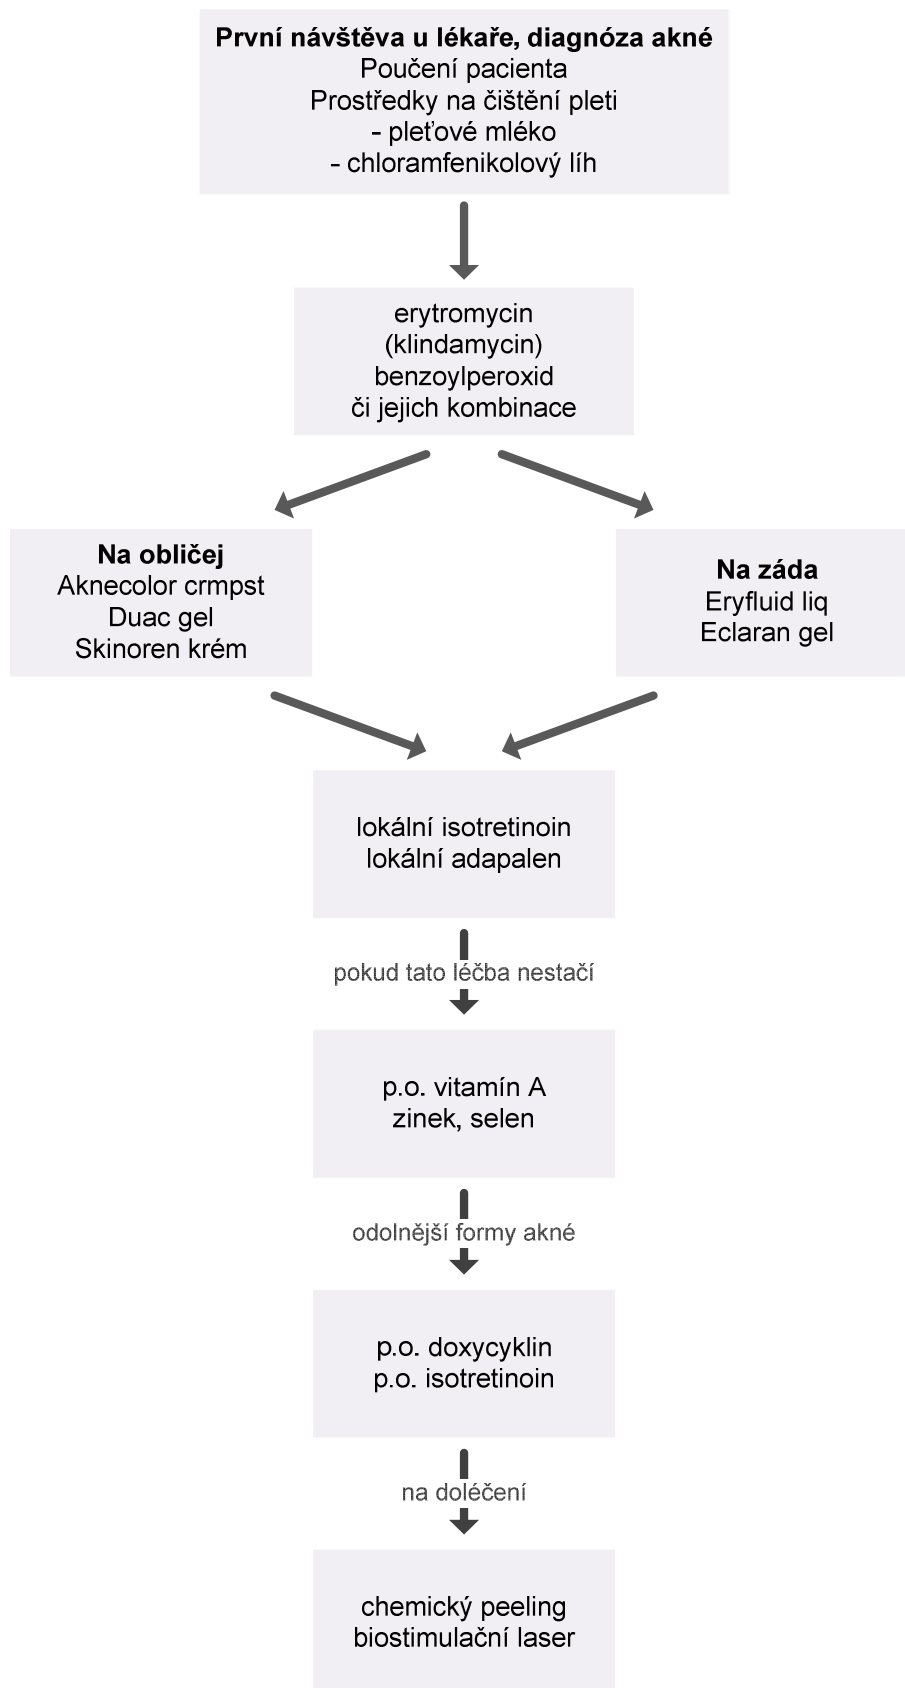 První návštěva u lékaře, diagnóza akné
Poučení pacienta
Prostředky na čištění pleti
- pleťové mléko
- chloramfenikolový líh
erytromycin
(klindamycin)
benzoylperoxid
či jejich kombinace
Na obličej
Aknecolor crmpst
Duac gel
Skinoren krém
Na záda
Eryfluid liq
Eclaran gel
lokální isotretinoin
lokální adapalen
pokud tato léčba nestačí
p.o. vitamín A
zinek, selen
odolnější formy akné
p.o. doxycyklin
p.o. isotretinoin
na doléčení
chemický peeling
biostimulační laser